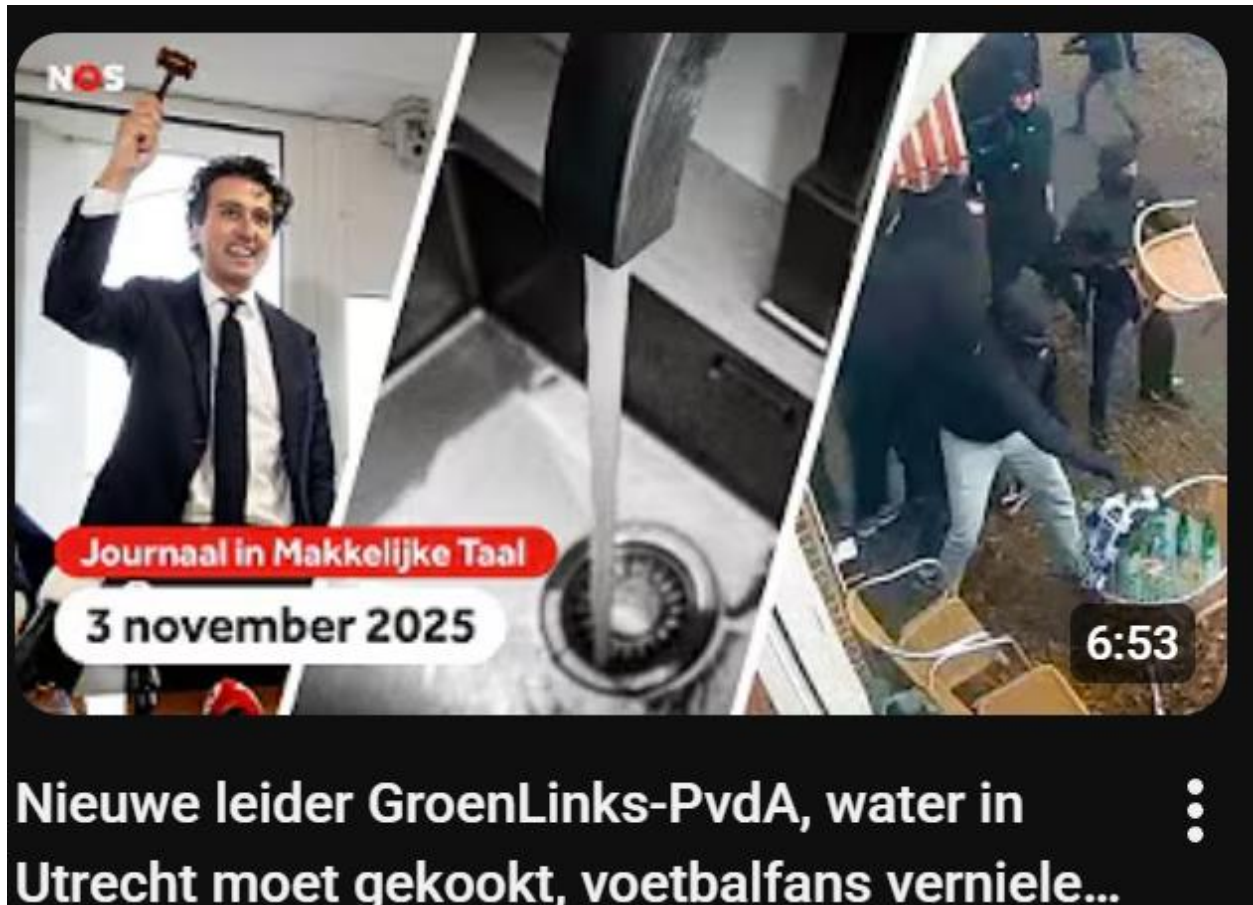 NOS
Journaal in Makkelijke Taal
3 november 2025
6:53
Nieuwe leider GroenLinks-PvdA, water in
Utrecht moet gekookt, voetbalfans verniele...